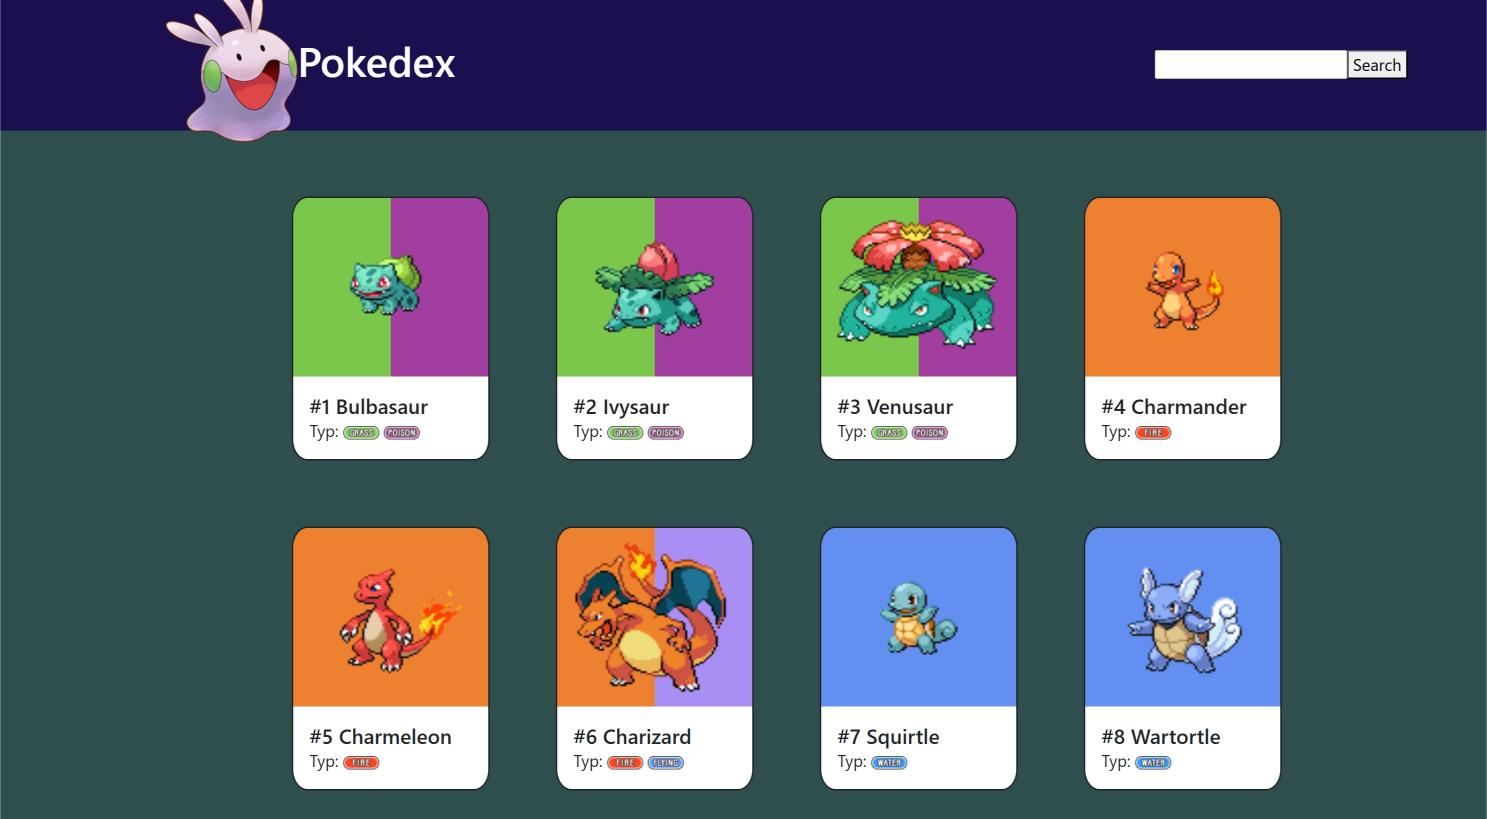 Pokedex
Search
#1 Bulbasaur
Typ: GRASS POISON
#2 Ivysaur
Typ: GRASS POISON
#3 Venusaur
Typ: GRASS POISON
#4 Charmander
Typ: FIRE
#5 Charmeleon
Typ: FIRE
#6 Charizard
Typ: FIRE FLYING
#7 Squirtle
Typ: WATER
#8 Wartortle
Typ: WATER